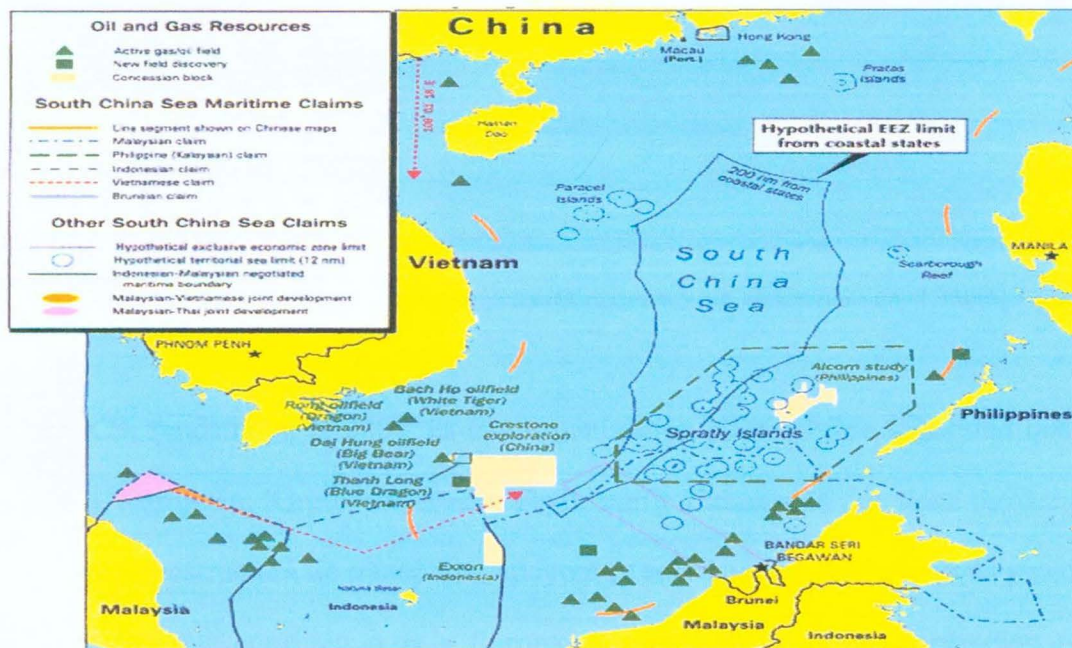 Oil and Gas Resources
Active gas/oil field
New field discovery
Concession block
South China Sea Maritime Claims
Line segment shown on Chinese maps
Malaysian claim
Philippine (Kalaysan) claim
Indonesian claim
Vietnamese claim
Bruneian claim
Other South China Sea Claims
Hypothetical exclusive economic zone limit
Hypothetical territorial sea limit (12 nm)
Indonesian-Malaysian negotiated
maritime boundary
Malaysian-Vietnamese joint development
Malaysian-Thai joint development
China
Macau
(Port.)
Hong Kong
Pratas
Islands
Hainan
Dao
Hypothetical EEZ limit
from coastal states
200 nm from
coastal states
Paracel
Islands
Vietnam
South
China
Sea
Scarborough
Reef
MANILA
PHNOM PENH
Bach Ho oilfield
(White Tiger)
(Vietnam)
Rong oilfield
(Dragon)
(Vietnam)
Dai Hung oilfield
(Big Bear)
(Vietnam)
Thanh Long
(Blue Dragon)
(Vietnam)
Crestone
exploration
(China)
Alcorn study
(Philippines)
Spratly Islands
Philippines
Exxon
(Indonesia)
Natuna Besar
Indonesia
Malaysia
BANDAR SERI
BEGAWAN
Brunei
Malaysia
Indonesia